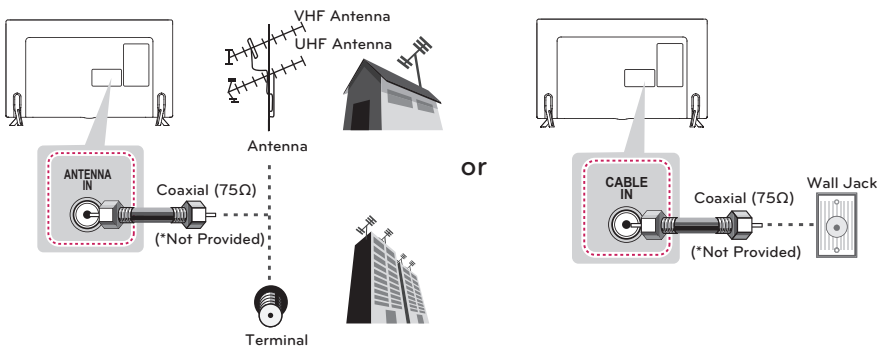 VHF Antenna
UHF Antenna
Antenna
ANTENNA
IN
Coaxial (75Ω)
(*Not Provided)
Terminal
or
CABLE
IN
Coaxial (75Ω)
(*Not Provided)
Wall Jack